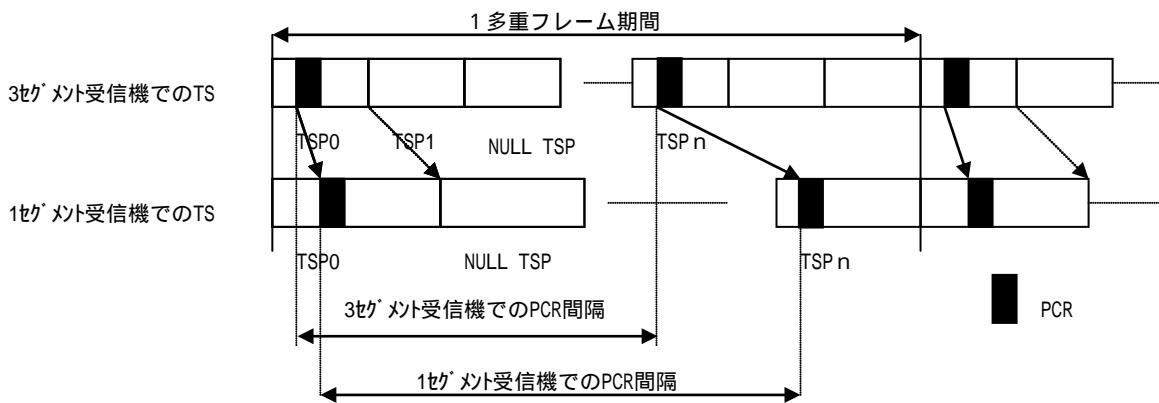 1多重フレーム期間
3ｾｸﾞﾒﾝﾄ受信機でのTS
TSP0 TSP1 NULL TSP TSPｎ
1ｾｸﾞﾒﾝﾄ受信機でのTS
TSP0 NULL TSP TSPｎ
3ｾｸﾞﾒﾝﾄ受信機でのPCR間隔
PCR
1ｾｸﾞﾒﾝﾄ受信機でのPCR間隔